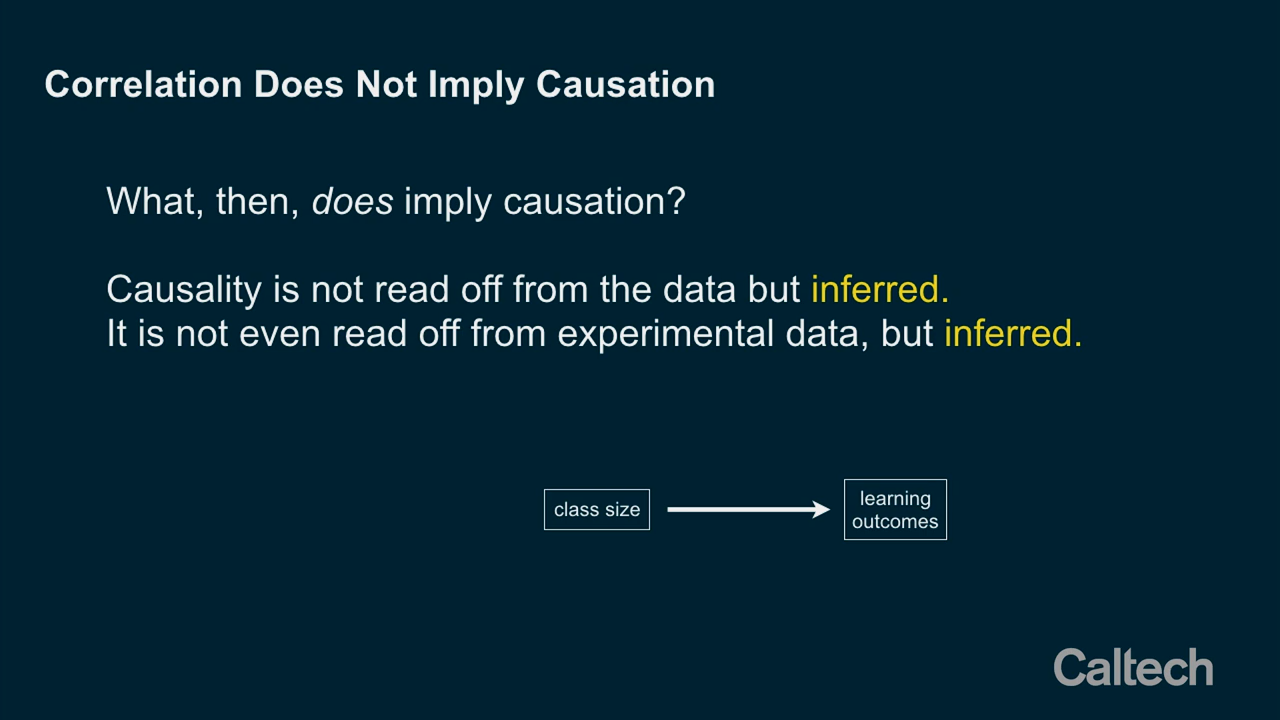 Correlation Does Not Imply Causation
What, then, does imply causation?
Causality is not read off from the data but inferred.
It is not even read off from experimental data, but inferred.
class size
learning
outcomes
Caltech